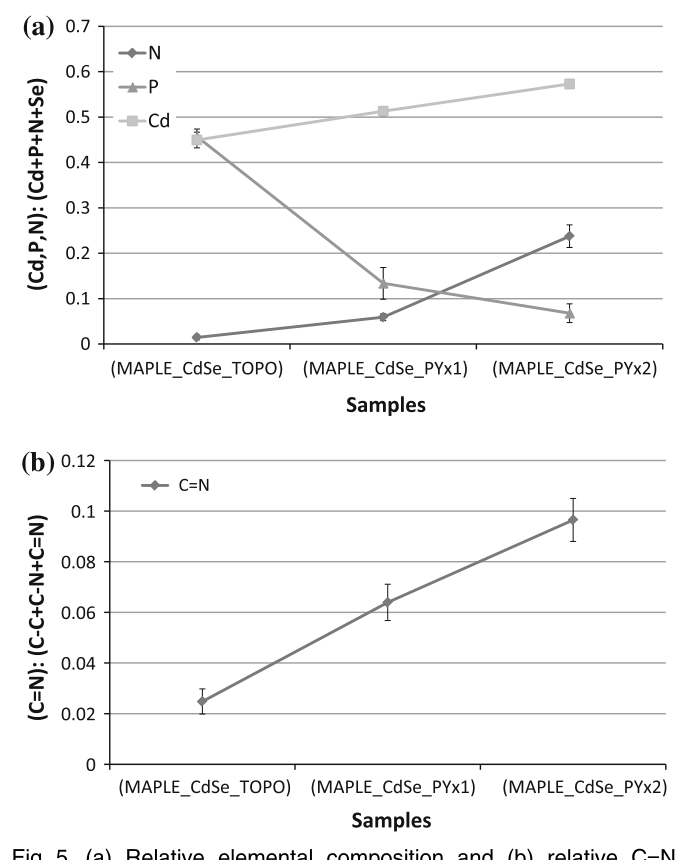 (a)
0.7
0.6
0.5
0.4
0.3
0.2
0.1
0
N
P
Cd
(Cd,P,N): (Cd+P+N+Se)
(MAPLE_CdSe_TOPO) (MAPLE_CdSe_PYx1) (MAPLE_CdSe_PYx2)
Samples
(b)
0.12
0.1
0.08
0.06
0.04
0.02
0
C=N
(C=N): (C-C+C-N+C=N)
(MAPLE_CdSe_TOPO) (MAPLE_CdSe_PYx1) (MAPLE_CdSe_PYx2)
Samples
Fig. 5. (a) Relative elemental composition and (b) relative C=N